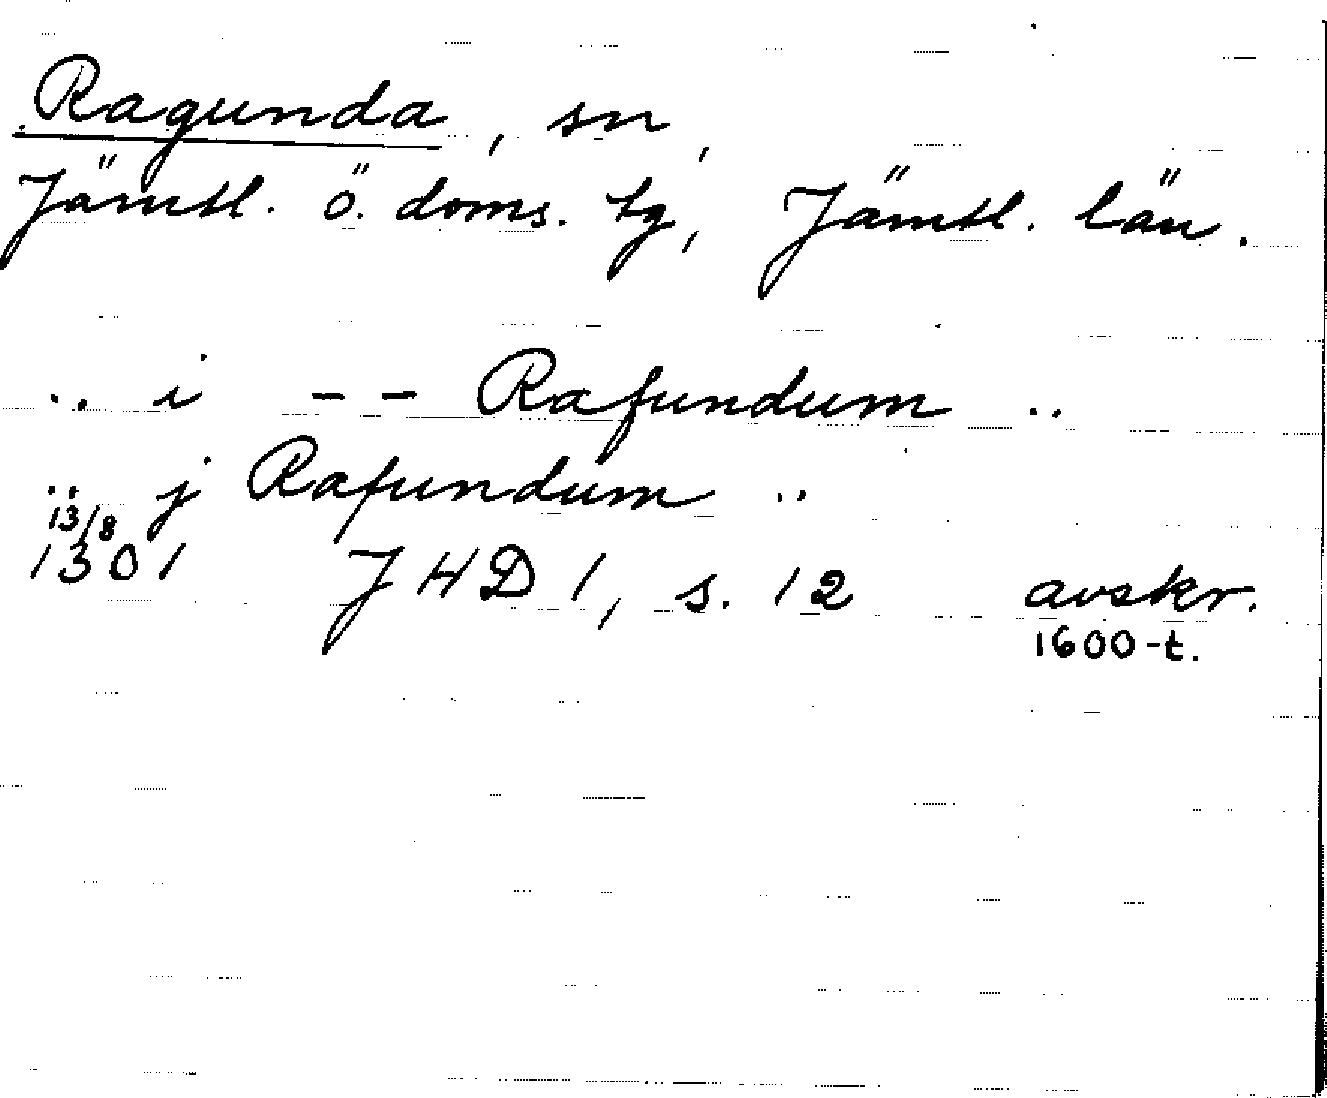 Ragunda, sn,
Jämtl. ö. doms. tg, Jämtl. län.
.. i -- Rafundum ..
.. j Rafundum ..
13/8
1301 JHD 1, s. 12 avskr.
1600-t.